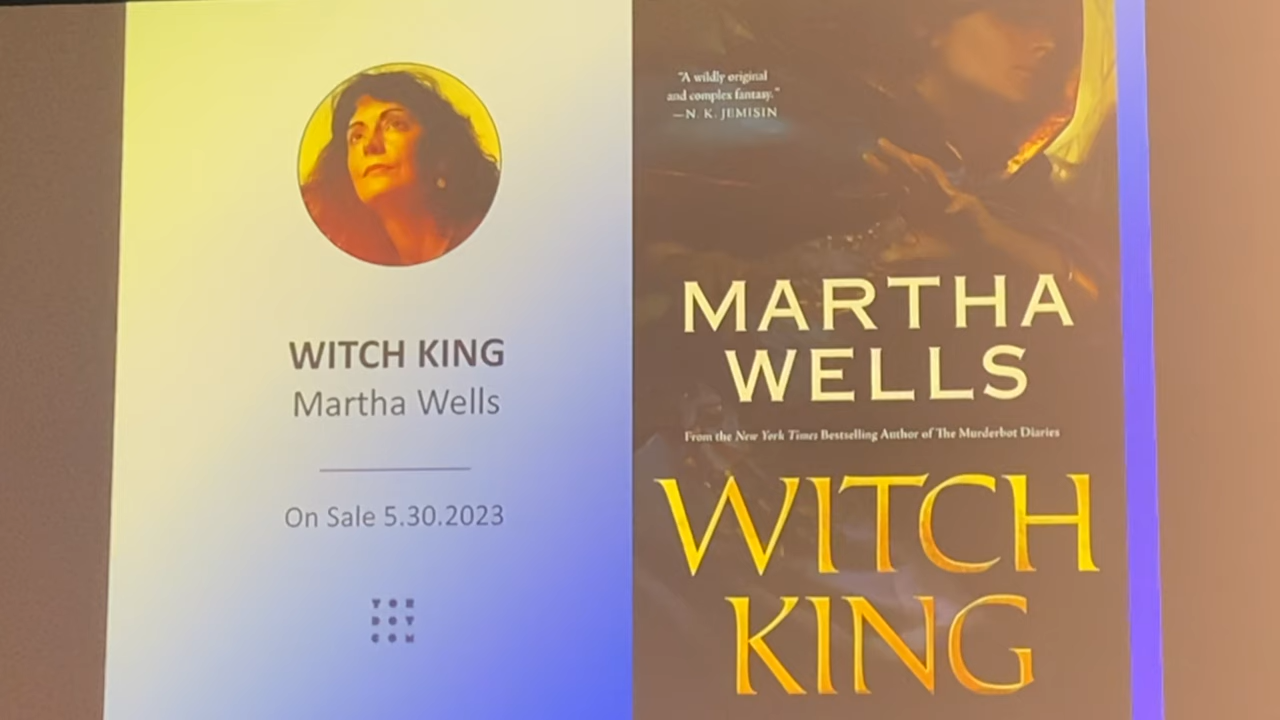 WITCH KING
Martha Wells
On Sale 5.30.2023
TOR
DOT
COM
"A wildly original
and complex fantasy."
—N. K. JEMISIN
MARTHA
WELLS
From the New York Times Bestselling Author of The Murderbot Diaries
WITCH
KING